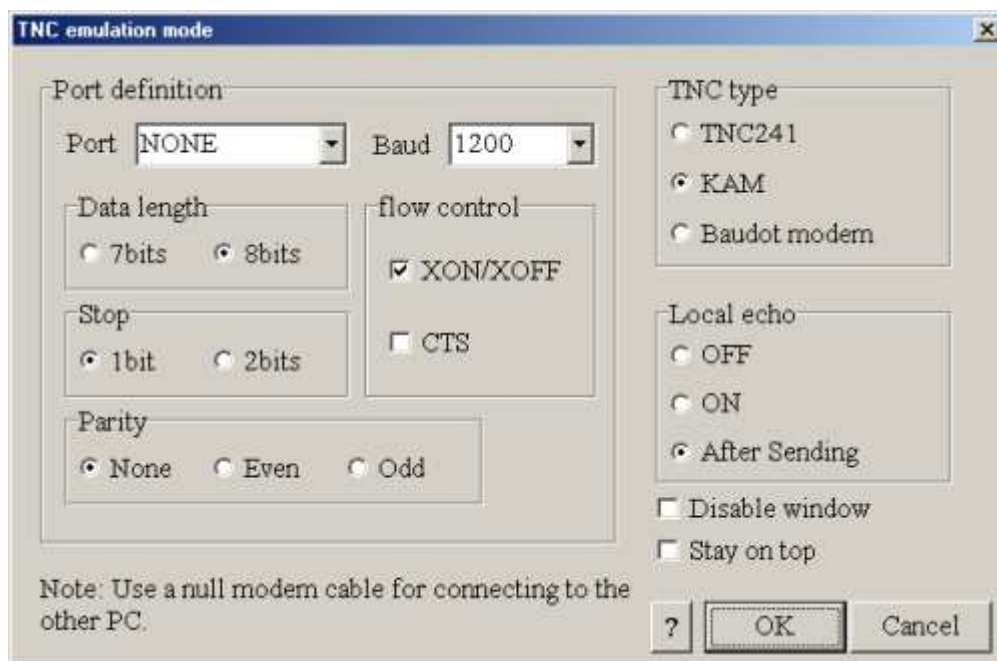 TNC emulation mode
Port definition
Port NONE Baud 1200
Data length
7bits 8bits
flow control
XON/XOFF
CTS
Stop
1bit 2bits
Parity
None Even Odd
TNC type
TNC241
KAM
Baudot modem
Local echo
OFF
ON
After Sending
Disable window
Stay on top
Note: Use a null modem cable for connecting to the
other PC.
? OK Cancel